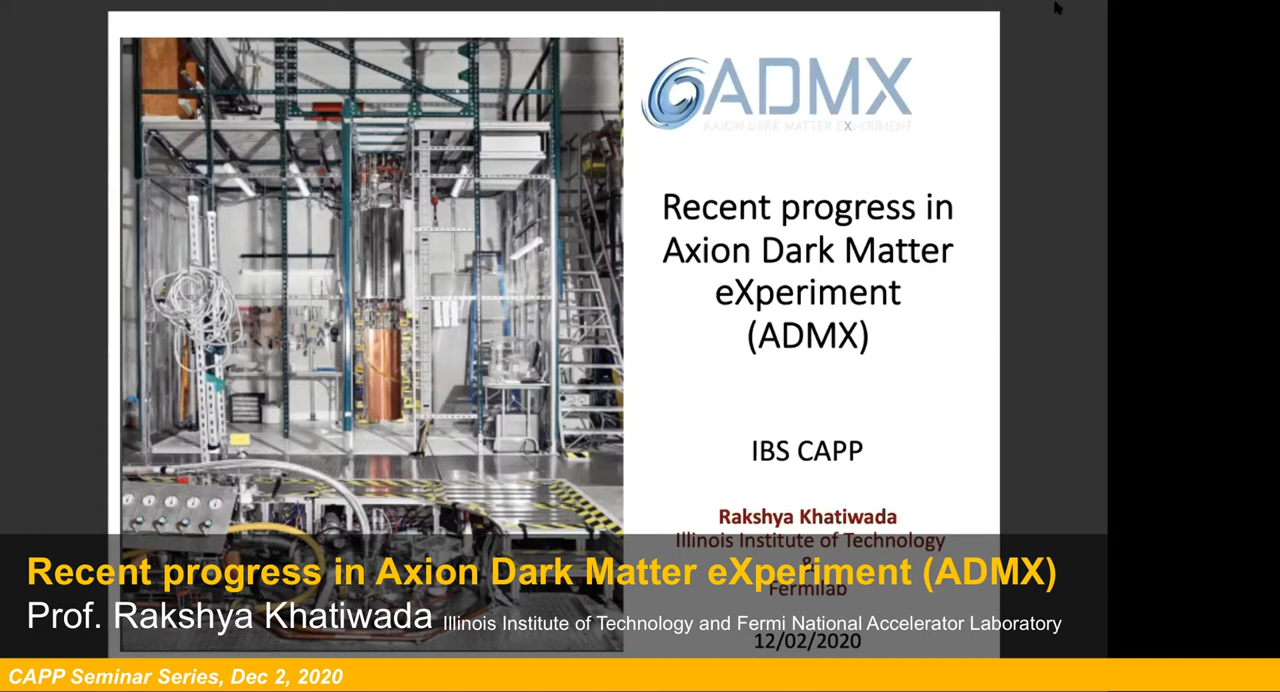 ADMX
AXION DARK MATTER EXPERIMENT
Recent progress in
Axion Dark Matter
eXperiment
(ADMX)
IBS CAPP
Rakshya Khatiwada
Illinois Institute of Technology
&
Fermilab
12/02/2020
Recent progress in Axion Dark Matter eXperiment (ADMX)
Prof. Rakshya Khatiwada Illinois Institute of Technology and Fermi National Accelerator Laboratory
CAPP Seminar Series, Dec 2, 2020